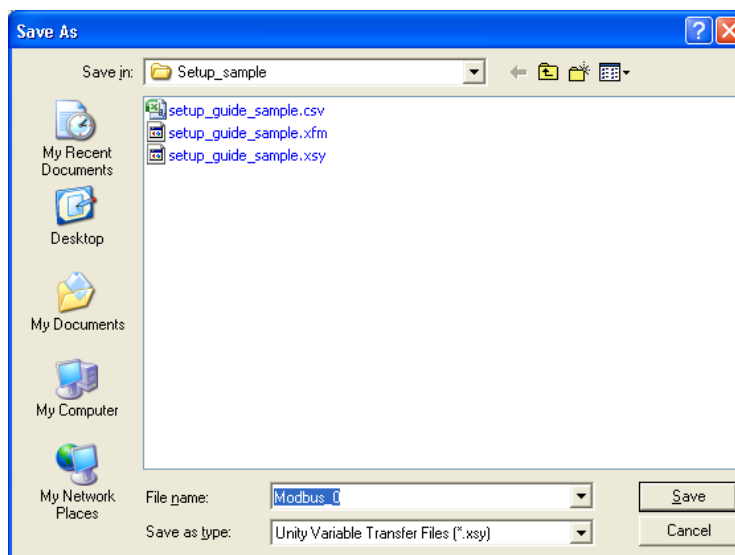 Save As
Save in:
Setup_sample
My Recent
Documents
Desktop
My Documents
My Computer
My Network
Places
setup_guide_sample.csv
setup_guide_sample.xfm
setup_guide_sample.xsy
File name:
Modbus_0
Save
Save as type:
Unity Variable Transfer Files (*.xsy)
Cancel